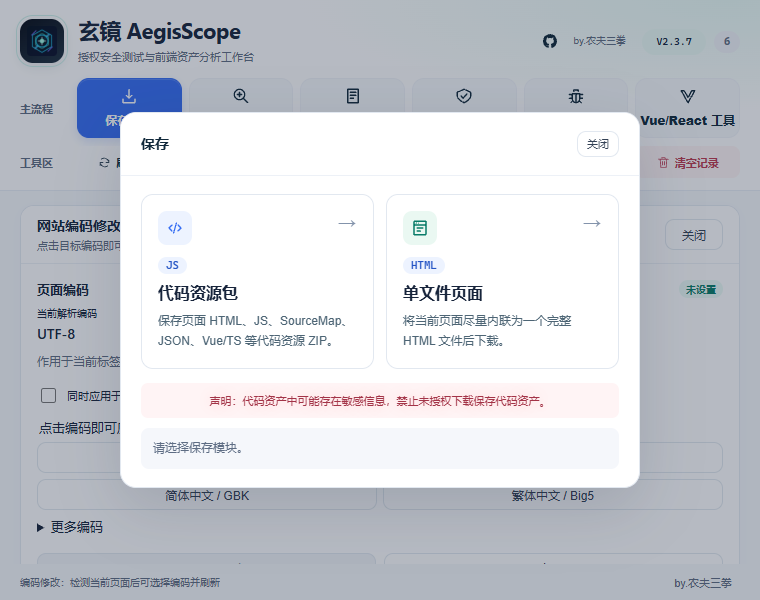 玄镜 AegisScope
授权安全测试与前端资产分析工作台
by.农夫三拳
V2.3.7
6
主流程
Vue/React 工具
工具区
清空记录
网站编码修改
点击目标编码即可
关闭
页面编码
未设置
当前解析编码
UTF-8
作用于当前标签
同时应用于
点击编码即可
简体中文 / GBK
繁体中文 / Big5
更多编码
保存
关闭
JS
代码资源包
保存页面 HTML、JS、SourceMap、
JSON、Vue/TS 等代码资源 ZIP。
HTML
单文件页面
将当前页面尽量内联为一个完整
HTML 文件后下载。
声明：代码资产中可能存在敏感信息，禁止未授权下载保存代码资产。
请选择保存模块。
编码修改：检测当前页面后可选择编码并刷新
by.农夫三拳